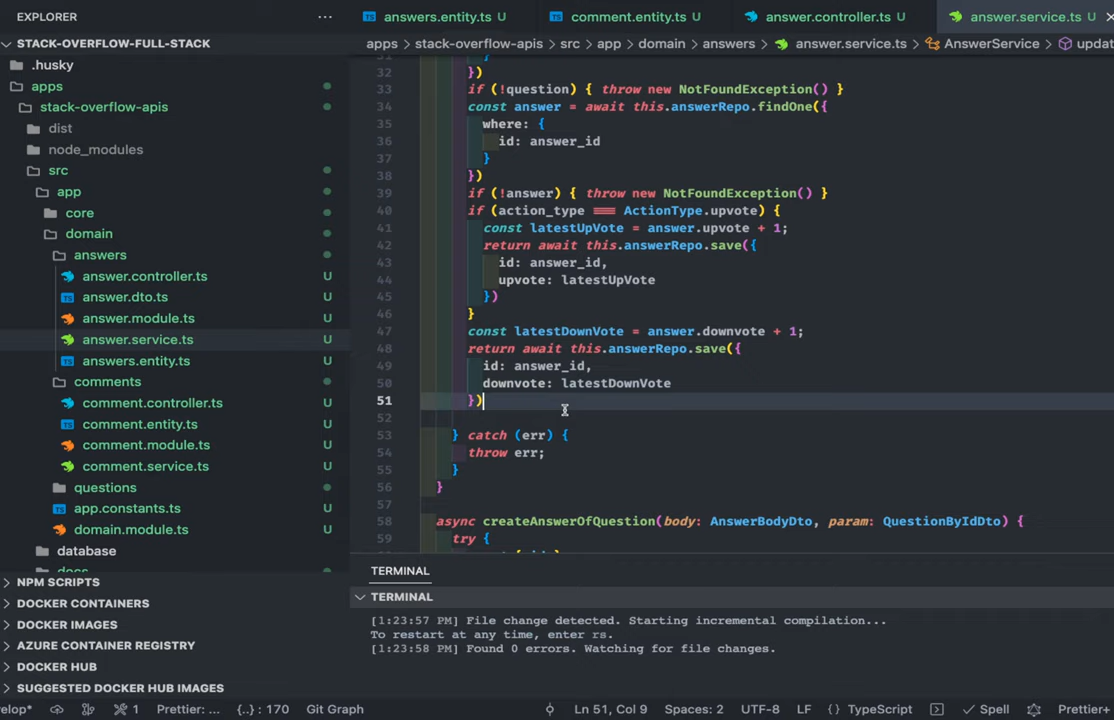 EXPLORER ...
STACK-OVERFLOW-FULL-STACK
.husky
apps
stack-overflow-apis
dist
node_modules
src
app
core
domain
answers
answer.controller.ts U
answer.dto.ts U
answer.module.ts U
answer.service.ts U
answers.entity.ts U
comments
comment.controller.ts U
comment.entity.ts U
comment.module.ts U
comment.service.ts U
questions
app.constants.ts U
domain.module.ts U
database
docs
NPM SCRIPTS
DOCKER CONTAINERS
DOCKER IMAGES
AZURE CONTAINER REGISTRY
DOCKER HUB
SUGGESTED DOCKER HUB IMAGES
TS answers.entity.ts U TS comment.entity.ts U answer.controller.ts U answer.service.ts U
apps > stack-overflow-apis > src > app > domain > answers > answer.service.ts > AnswerService >
32 })
33 if (!question) { throw new NotFoundException() }
34 const answer = await this.answerRepo.findOne({
35 where: {
36 id: answer_id
37 }
38 })
39 if (!answer) { throw new NotFoundException() }
40 if (action_type === ActionType.upvote) {
41 const latestUpVote = answer.upvote + 1;
42 return await this.answerRepo.save({
43 id: answer_id,
44 upvote: latestUpVote
45 })
46 }
47 const latestDownVote = answer.downvote + 1;
48 return await this.answerRepo.save({
49 id: answer_id,
50 downvote: latestDownVote
51 })
52
53 } catch (err) {
54 throw err;
55 }
56 }
57
58 async createAnswerOfQuestion(body: AnswerBodyDto, param: QuestionByIdDto) {
59 try {
TERMINAL
TERMINAL
[1:23:57 PM] File change detected. Starting incremental compilation...
To restart at any time, enter rs.
[1:23:58 PM] Found 0 errors. Watching for file changes.
velop* 1 Prettier: ... {..} : 170 Git Graph Ln 51, Col 9 Spaces: 2 UTF-8 LF {} TypeScript Spell Prettier+